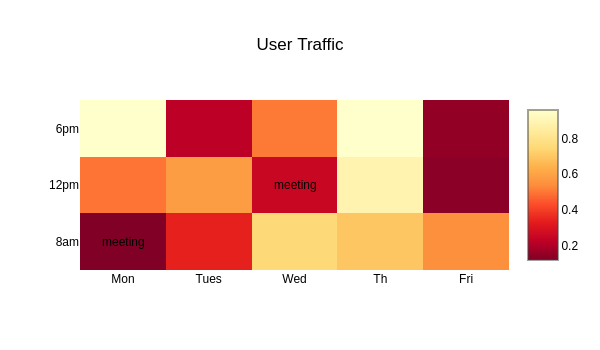 User Traffic
6pm
12pm
meeting
8am
meeting
Mon Tues Wed Th Fri
0.8
0.6
0.4
0.2